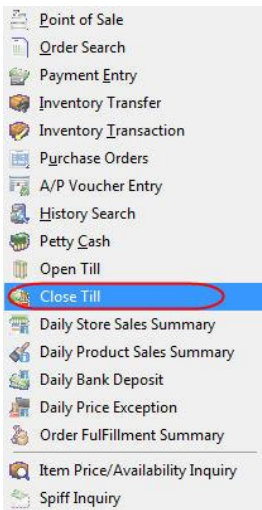 Point of Sale
Order Search
Payment Entry
Inventory Transfer
Inventory Transaction
Purchase Orders
A/P Voucher Entry
History Search
Petty Cash
Open Till
Close Till
Daily Store Sales Summary
Daily Product Sales Summary
Daily Bank Deposit
Daily Price Exception
Order FulFillment Summary
Item Price/Availability Inquiry
Spiff Inquiry